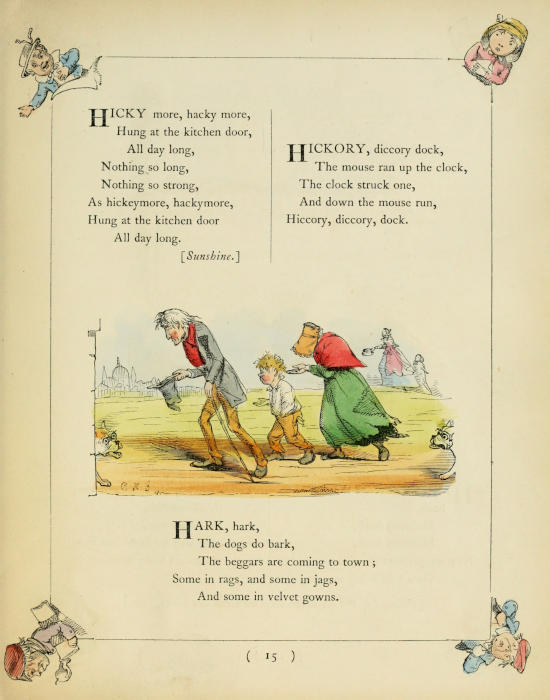 HICKY more, hacky more,
Hung at the kitchen door,
All day long,
Nothing so long,
Nothing so strong,
As hickeymore, hackymore,
Hung at the kitchen door
All day long.
[Sunshine.]
HICKORY, diccory dock,
The mouse ran up the clock,
The clock struck one,
And down the mouse run,
Hiccory, diccory, dock.
HARK, hark,
The dogs do bark,
The beggars are coming to town ;
Some in rags, and some in jags,
And some in velvet gowns.
( 15 )